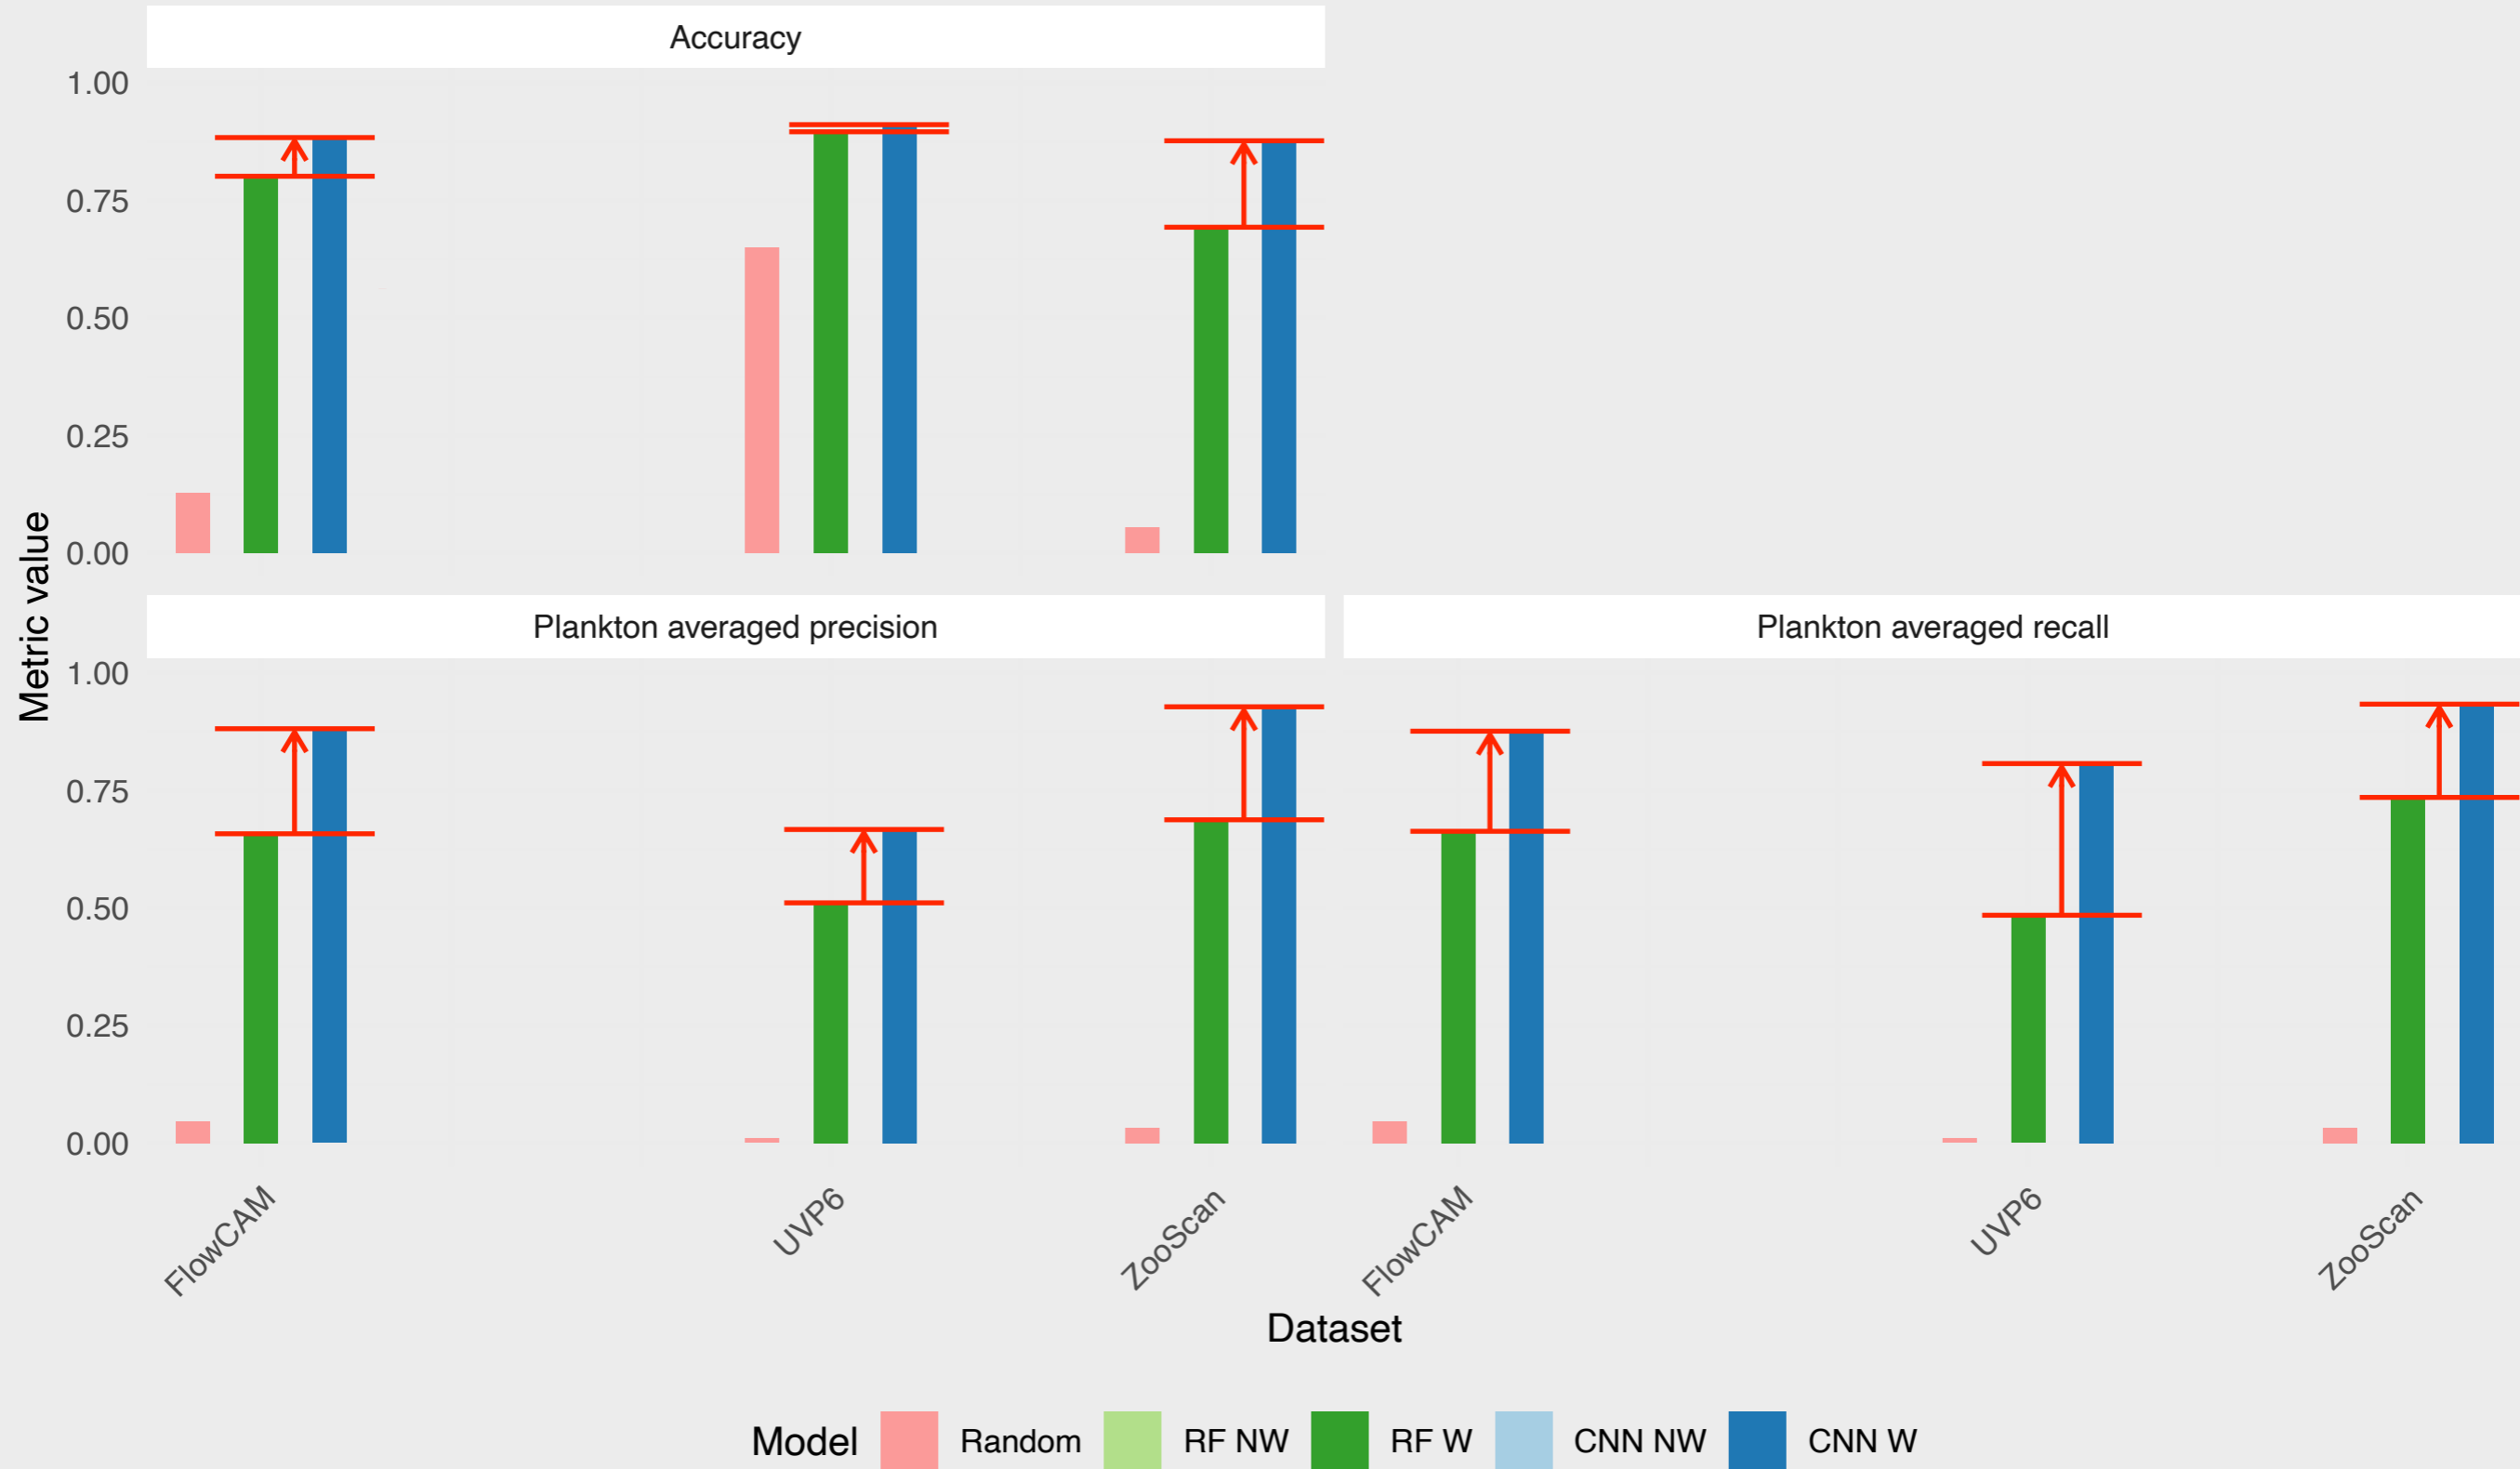 Accuracy
1.00
0.75
0.50
0.25
0.00
Metric value
Plankton averaged precision
Plankton averaged recall
1.00
0.75
0.50
0.25
0.00
FlowCAM
UVP6
ZooScan
FlowCAM
UVP6
ZooScan
Dataset
Model Random RF NW RF W CNN NW CNN W